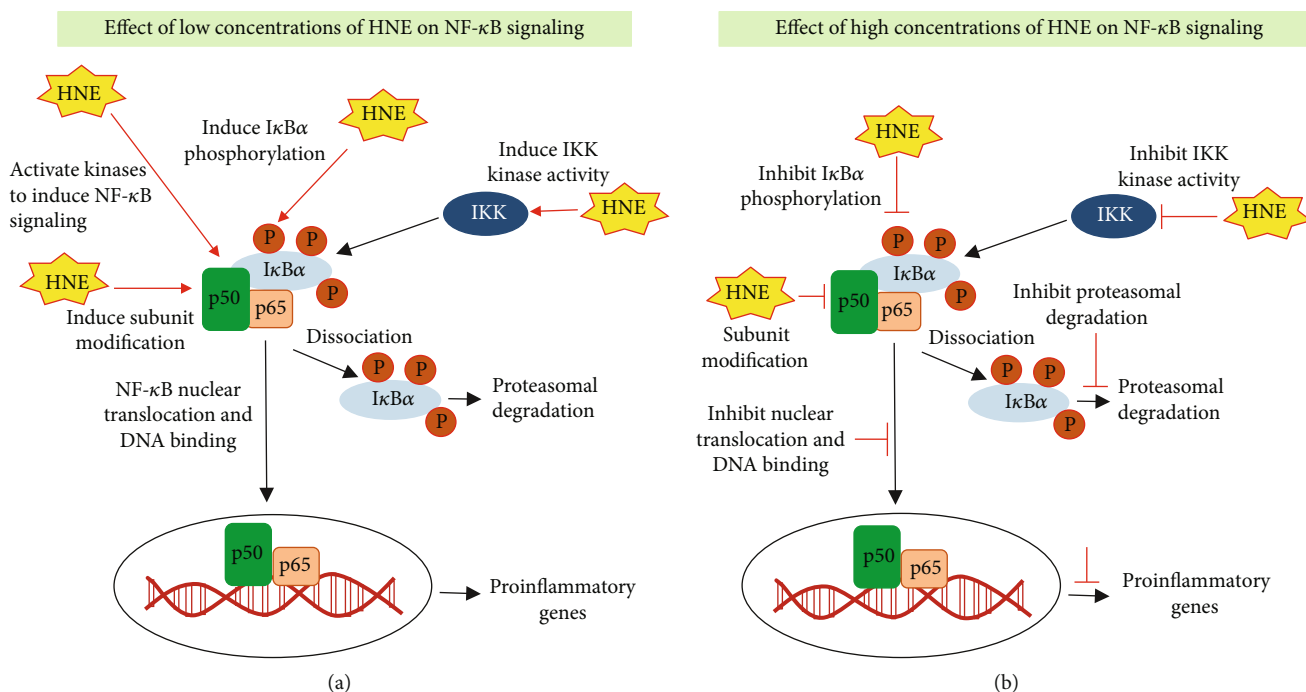 Effect of low concentrations of HNE on NF-κB signaling
HNE
HNE
Induce IκBα
phosphorylation
Activate kinases
to induce NF-κB
signaling
Induce IKK
kinase activity
IKK
HNE
P
P
IκBα
P
HNE
p50
p65
Induce subunit
modification
Dissociation
P
P
IκBα
P
Proteasomal
degradation
NF-κB nuclear
translocation and
DNA binding
p50
p65
Proinflammatory
genes
(a)
Effect of high concentrations of HNE on NF-κB signaling
HNE
Inhibit IκBα
phosphorylation
Inhibit IKK
kinase activity
IKK
HNE
P
P
IκBα
P
HNE
p50
p65
Subunit
modification
Inhibit proteasomal
degradation
Dissociation
P
P
IκBα
P
Proteasomal
degradation
Inhibit nuclear
translocation and
DNA binding
p50
p65
Proinflammatory
genes
(b)